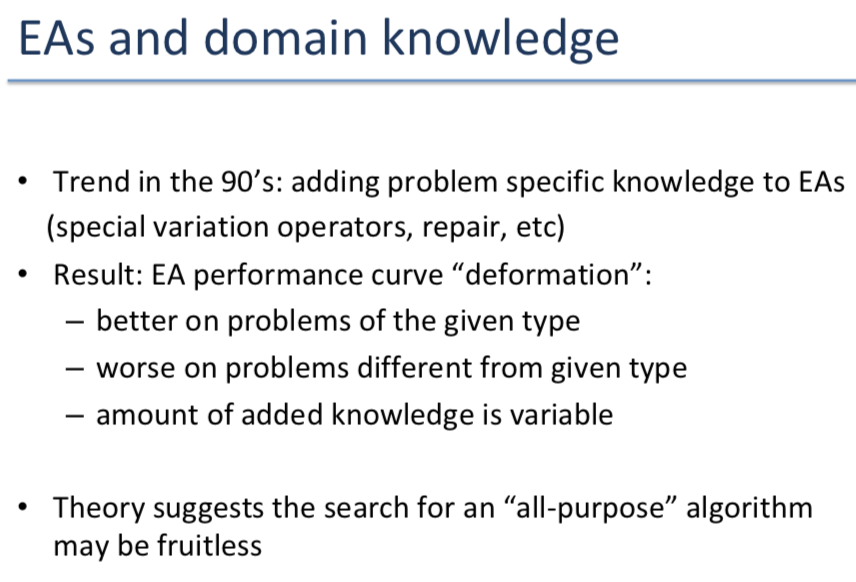 EAs and domain knowledge
• Trend in the 90’s: adding problem specific knowledge to EAs
(special variation operators, repair, etc)
• Result: EA performance curve “deformation”:
– better on problems of the given type
– worse on problems different from given type
– amount of added knowledge is variable
• Theory suggests the search for an “all-purpose” algorithm
may be fruitless